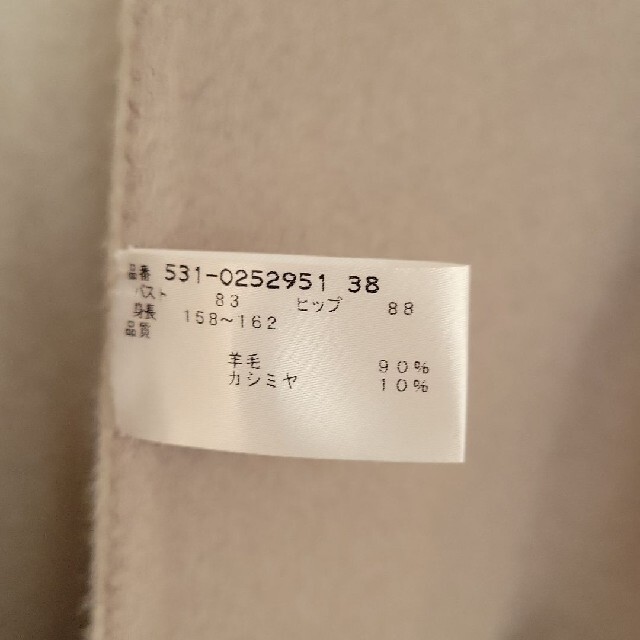 品番 531-0252951 38
バスト 83 ヒップ 88
身長 158~162
品質
羊毛 90%
カシミヤ 10%